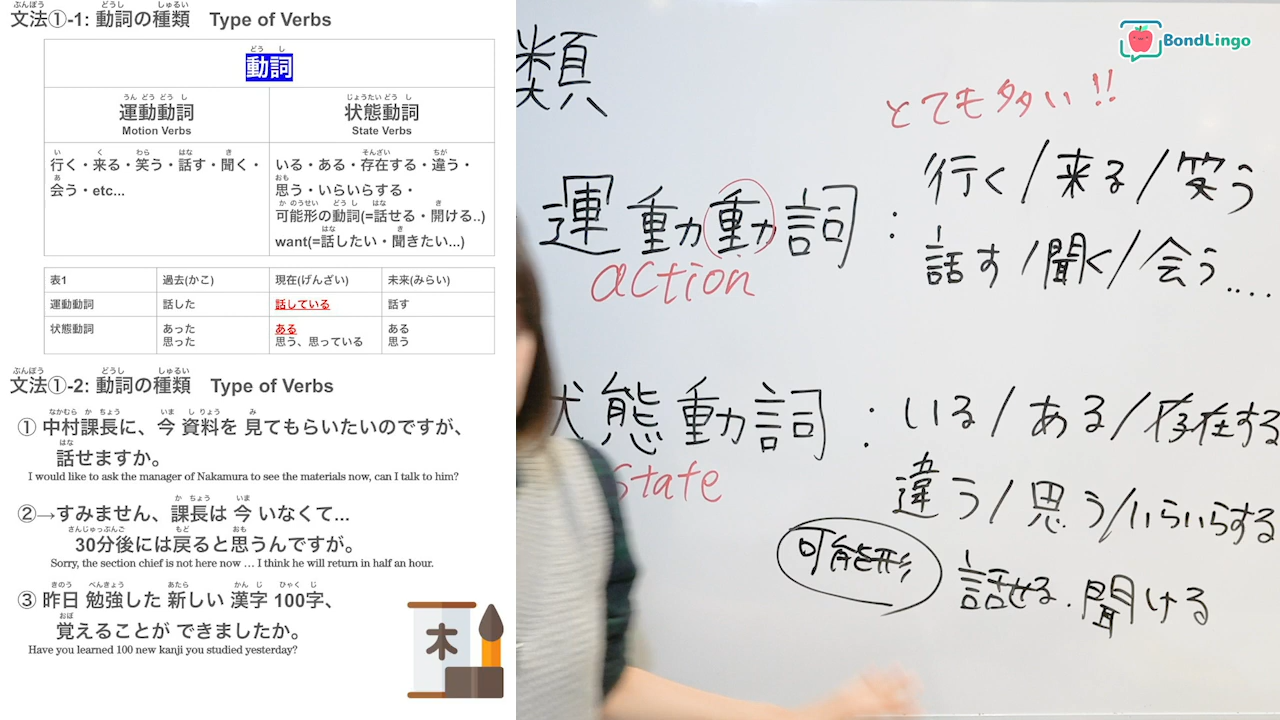 文法①-1: 動詞の種類 Type of Verbs
動詞
運動動詞
Motion Verbs
状態動詞
State Verbs
行く・来る・笑う・話す・聞く・
会う・etc...
いる・ある・存在する・違う・
思う・いらいらする・
可能形の動詞(=話せる・開ける..)
want(=話したい・聞きたい...)
表1 過去(かこ) 現在(げんざい) 未来(みらい)
運動動詞 話した 話している 話す
状態動詞 あった ある ある
思った 思う、思っている 思う
文法①-2: 動詞の種類 Type of Verbs
① 中村課長に、今 資料を 見てもらいたいのですが、
話せますか。
I would like to ask the manager of Nakamura to see the materials now, can I talk to him?
②→すみません、課長は 今 いなくて...
30分後には戻ると思うんですが。
Sorry, the section chief is not here now … I think he will return in half an hour.
③ 昨日 勉強した 新しい 漢字 100字、
覚えることが できましたか。
Have you learned 100 new kanji you studied yesterday?
木
BondLingo
類
とても多い!!
運動動詞 : 行く/来る/笑う
action
話す/聞く/会う....
状態動詞 : いる/ある/存在する
State
違う/思う/いらいらする
可能形 話せる.聞ける